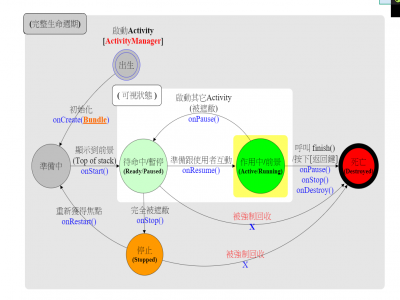 (完整生命週期)
啟動Activity
[ActivityManager]
出生
(可視狀態)
啟動其它Activity
(被遮蔽)
onPause()
初始化
onCreate(Bundle)
顯示到前景
(Top of stack)
onStart()
準備中
待命中/暫停
(Ready/Paused)
準備跟使用者互動
onResume()
作用中/前景
(Active/Running)
呼叫 finish()
/按下[返回鍵]
onPause()
onStop()
onDestroy()
死亡
(Destroyed)
重新獲得焦點
onRestart()
完全被遮蔽
onStop()
被強制回收
X
停止
(Stopped)
被強制回收
X